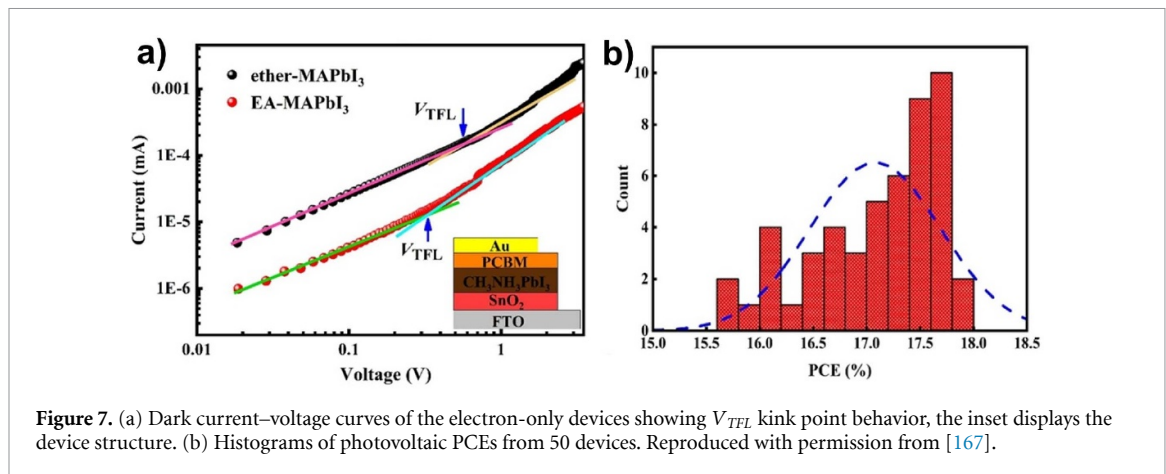 a)
ether-MAPbI₃
EA-MAPbI₃
V_TFL
V_TFL
Current (mA)
0.001
1E-4
1E-5
1E-6
0.01
0.1
1
Voltage (V)
Au
PCBM
CH₃NH₃PbI₃
SnO₂
FTO
b)
Count
10
8
6
4
2
0
15.0
15.5
16.0
16.5
17.0
17.5
18.0
18.5
PCE (%)
Figure 7. (a) Dark current–voltage curves of the electron-only devices showing V_TFL kink point behavior, the inset displays the
device structure. (b) Histograms of photovoltaic PCEs from 50 devices. Reproduced with permission from [167].